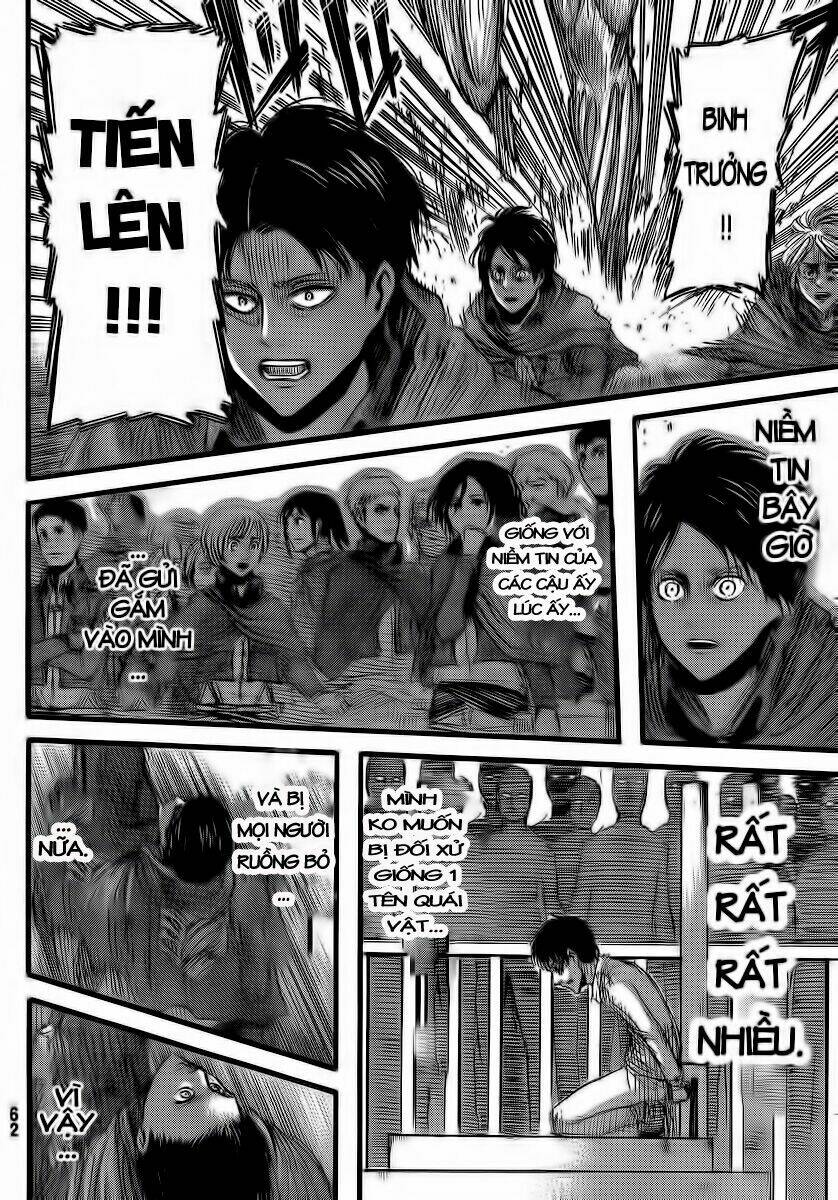 BINH
TRƯỞNG
!!
TIẾN
LÊN
!!!
NIỀM
TIN
BÂY
GIỜ
GIỐNG VỚI
NIỀM TIN CỦA
CÁC CẬU ẤY
LÚC ẤY...
...
ĐÃ GỬI
GẮM
VÀO MÌNH
...
RẤT
RẤT
RẤT
NHIỀU.
MÌNH
KO MUỐN
BỊ ĐỐI XỬ
GIỐNG 1
TÊN QUÁI
VẬT...
VÀ BỊ
MỌI NGƯỜI
RUỒNG BỎ
...
...
NỮA.
VÌ
VẬY
...
62